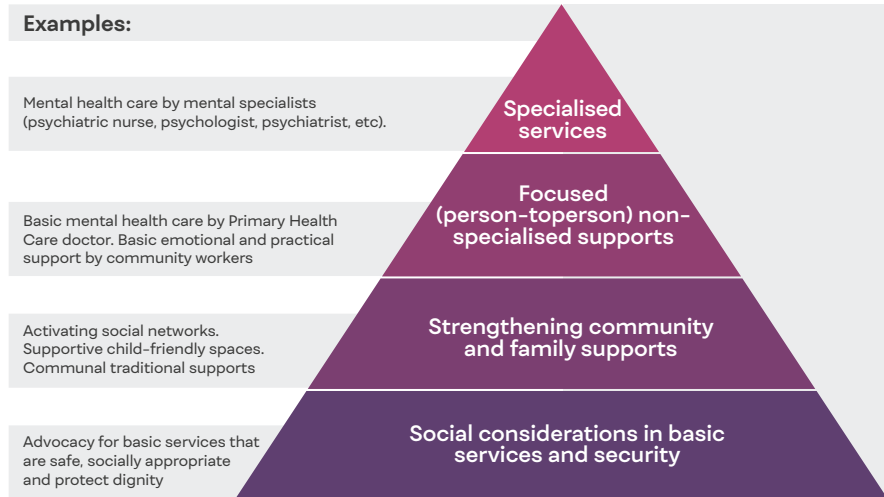 Examples:
Mental health care by mental specialists
(psychiatric nurse, psychologist, psychiatrist, etc).
Specialised
services
Basic mental health care by Primary Health
Care doctor. Basic emotional and practical
support by community workers
Focused
(person-toperson) non-
specialised supports
Activating social networks.
Supportive child-friendly spaces.
Communal traditional supports
Strengthening community
and family supports
Advocacy for basic services that
are safe, socially appropriate
and protect dignity
Social considerations in basic
services and security